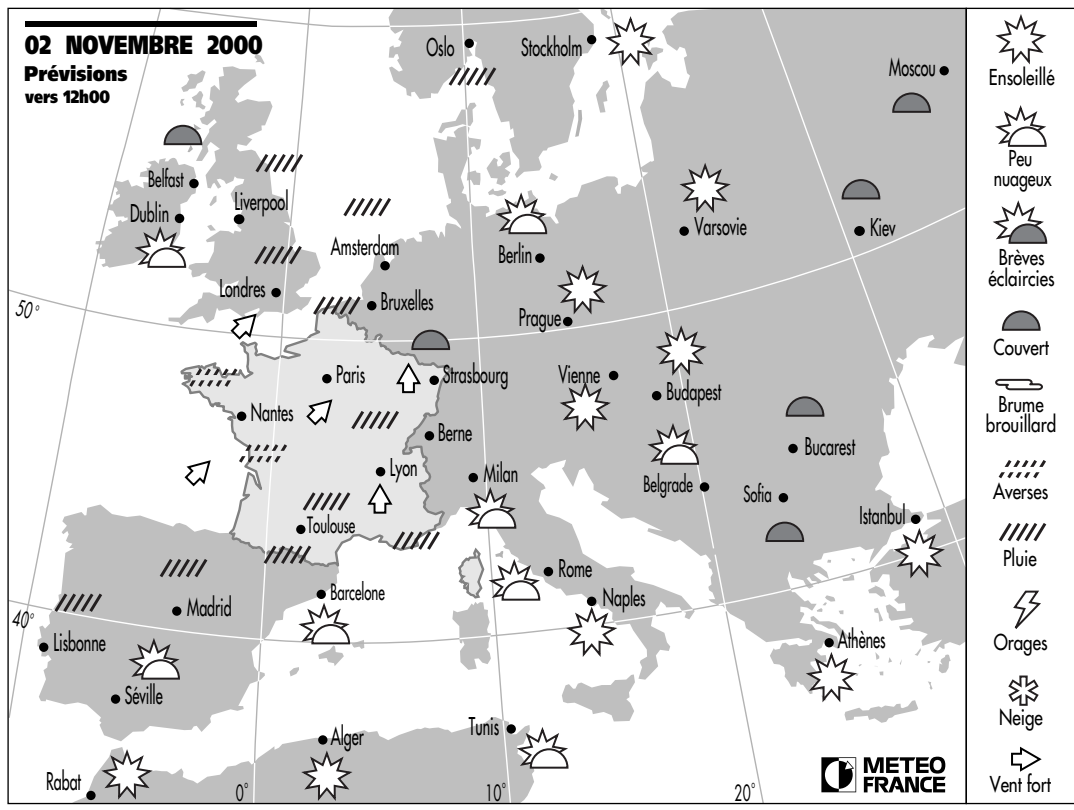 02 NOVEMBRE 2000
Prévisions
vers 12h00
Oslo
Stockholm
Moscou
Belfast
Dublin
Liverpool
Amsterdam
Berlin
Varsovie
Kiev
Londres
Bruxelles
50°
Prague
Paris
Strasbourg
Vienne
Budapest
Nantes
Berne
Bucarest
Lyon
Milan
Belgrade
Sofia
Istanbul
Toulouse
Rome
Barcelone
Naples
Madrid
40°
Lisbonne
Athènes
Séville
Alger
Tunis
Rabat
0°
10°
20°
METEO
FRANCE
Ensoleillé
Peu
nuageux
Brèves
éclaircies
Couvert
Brume
brouillard
Averses
Pluie
Orages
Neige
Vent fort